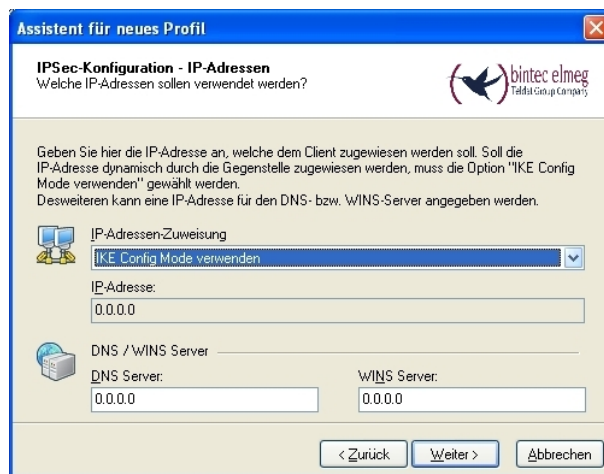 Assistent für neues Profil
IPSec-Konfiguration - IP-Adressen
Welche IP-Adressen sollen verwendet werden?
bintec elmeg
Teldat Group Company
Geben Sie hier die IP-Adresse an, welche dem Client zugewiesen werden soll. Soll die
IP-Adresse dynamisch durch die Gegenstelle zugewiesen werden, muss die Option "IKE Config
Mode verwenden" gewählt werden.
Desweiteren kann eine IP-Adresse für den DNS- bzw. WINS-Server angegeben werden.
IP-Adressen-Zuweisung
IKE Config Mode verwenden
IP-Adresse:
0.0.0.0
DNS / WINS Server
DNS Server:
WINS Server:
0.0.0.0
0.0.0.0
< Zurück
Weiter >
Abbrechen